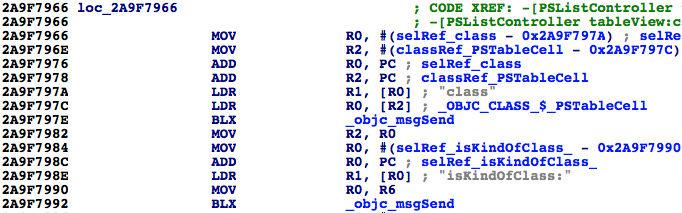 2A9F7966 loc_2A9F7966 ; CODE XREF: -[PSListController
2A9F7966 ; -[PSListController tableView:c
2A9F7966 MOV R0, #(selRef_class - 0x2A9F797A) ; selRe
2A9F796E MOV R2, #(classRef_PSTableCell - 0x2A9F797C)
2A9F7976 ADD R0, PC ; selRef_class
2A9F7978 ADD R2, PC ; classRef_PSTableCell
2A9F797A LDR R1, [R0] ; "class"
2A9F797C LDR R0, [R2] ; _OBJC_CLASS_$_PSTableCell
2A9F797E BLX _objc_msgSend
2A9F7982 MOV R2, R0
2A9F7984 MOV R0, #(selRef_isKindOfClass_ - 0x2A9F7990
2A9F798C ADD R0, PC ; selRef_isKindOfClass_
2A9F798E LDR R1, [R0] ; "isKindOfClass:"
2A9F7990 MOV R0, R6
2A9F7992 BLX _objc_msgSend